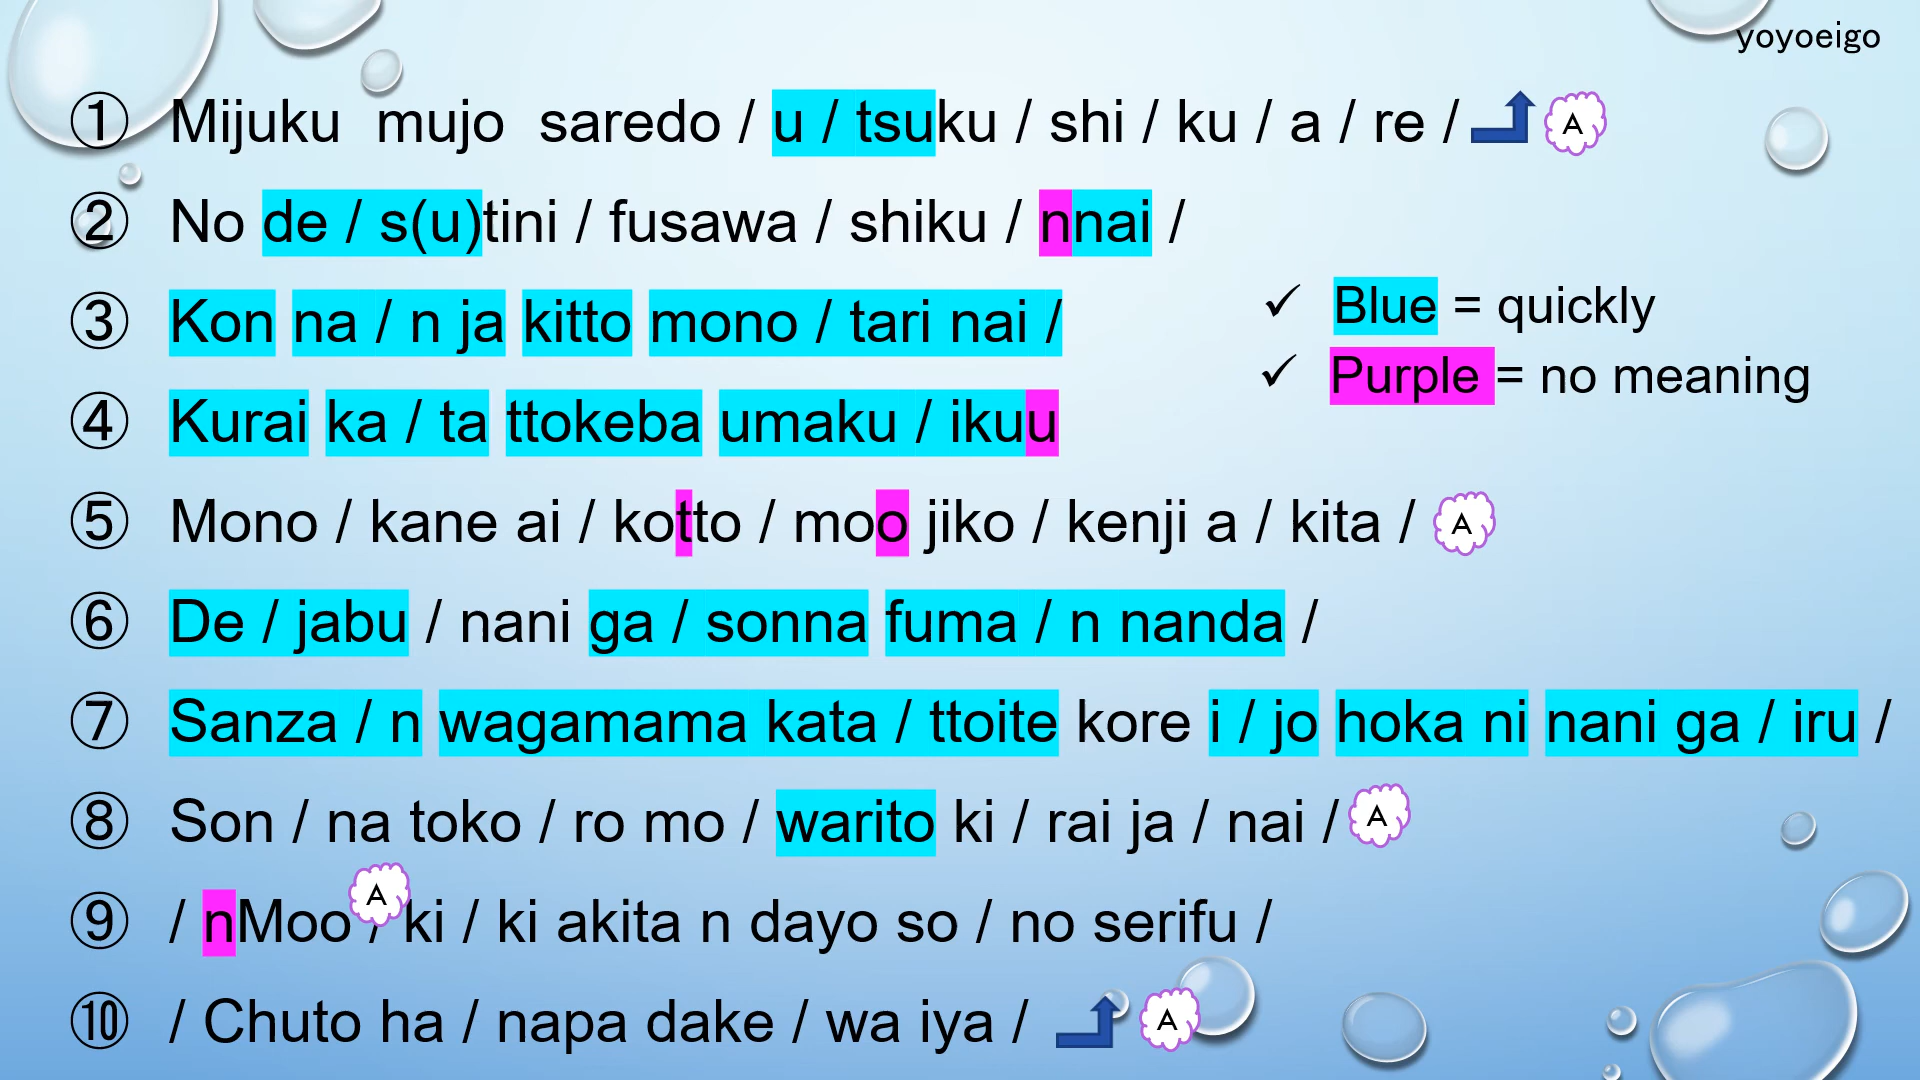 yoyoeigo
① Mijuku mujo saredo / u / tsuku / shi / ku / a / re / A
② No de / s(u)tini / fusawa / shiku / nnai /
③ Kon na / n ja kitto mono / tari nai /
✓ Blue = quickly
✓ Purple = no meaning
④ Kurai ka / ta ttokeba umaku / ikuu
⑤ Mono / kane ai / kotto / moo jiko / kenji a / kita / A
⑥ De / jabu / nani ga / sonna fuma / n nanda /
⑦ Sanza / n wagamama kata / ttoite kore i / jo hoka ni nani ga / iru /
⑧ Son / na toko / ro mo / warito ki / rai ja / nai / A
⑨ / nMoo A / ki / ki akita n dayo so / no serifu /
⑩ / Chuto ha / napa dake / wa iya / A